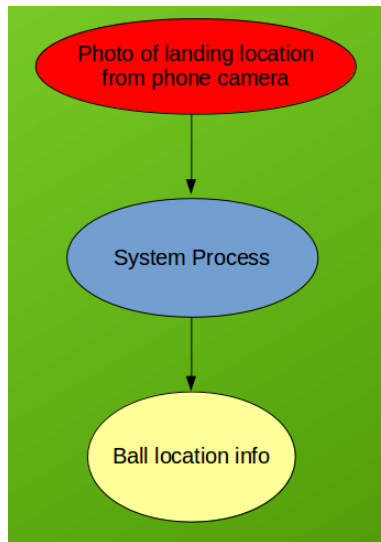 Photo of landing location
from phone camera
System Process
Ball location info